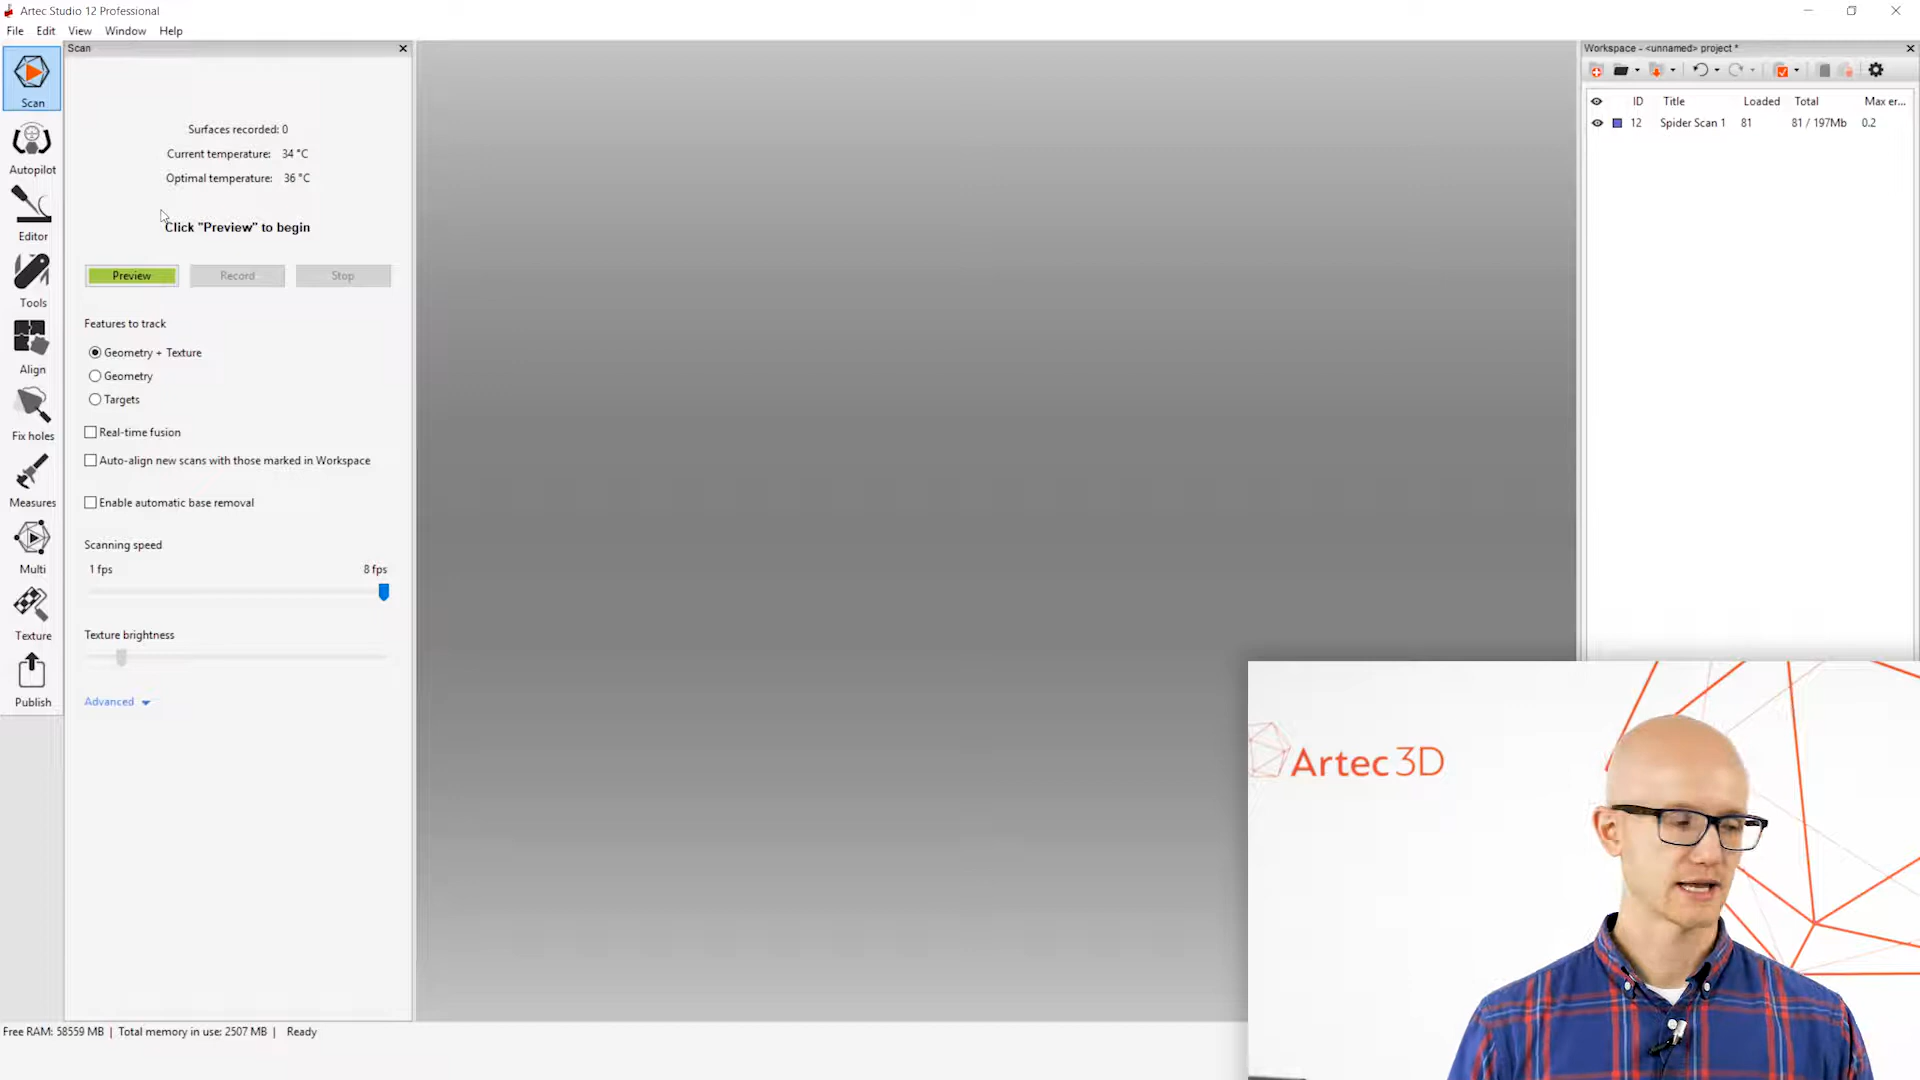 Artec Studio 12 Professional
File Edit View Window Help
Scan
Workspace - <unnamed> project *
Scan
Autopilot
Editor
Tools
Align
Fix holes
Measures
Multi
Texture
Publish
Surfaces recorded: 0
Current temperature: 34 °C
Optimal temperature: 36 °C
Click "Preview" to begin
Preview Record Stop
Features to track
Geometry + Texture
Geometry
Targets
Real-time fusion
Auto-align new scans with those marked in Workspace
Enable automatic base removal
Scanning speed
1 fps 8 fps
Texture brightness
Advanced
ID Title Loaded Total Max er...
12 Spider Scan 1 81 81 / 197Mb 0.2
Artec 3D
Free RAM: 58559 MB | Total memory in use: 2507 MB | Ready